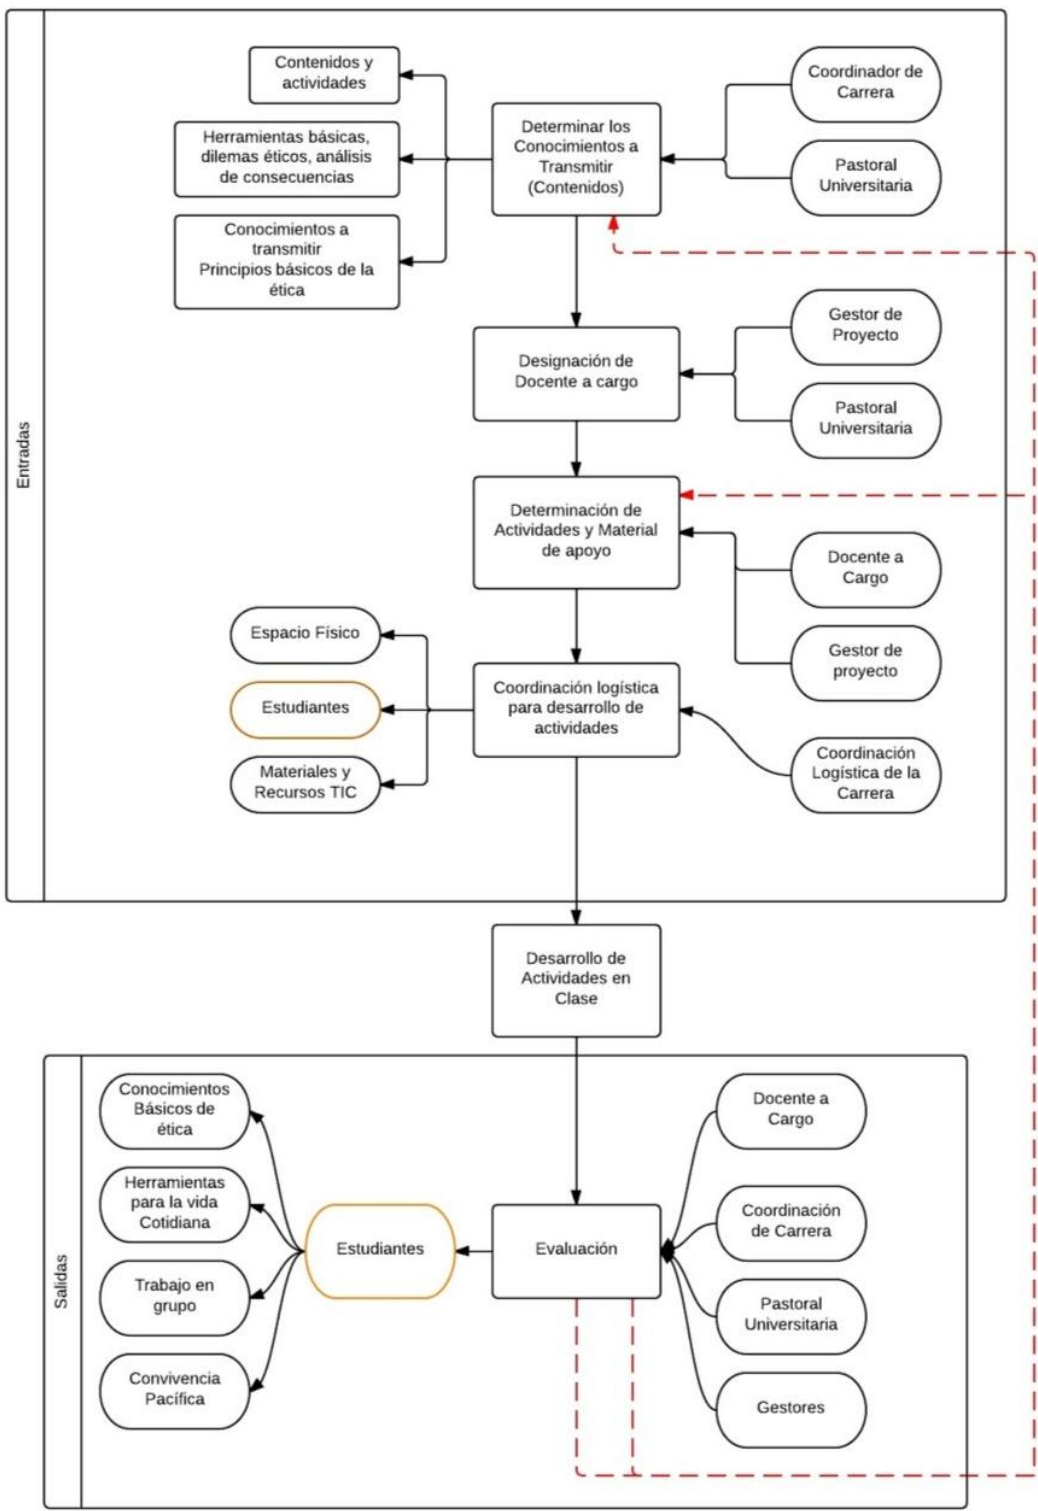 Entradas
Contenidos y
actividades
Herramientas básicas,
dilemas éticos, análisis
de consecuencias
Conocimientos a
transmitir
Principios básicos de la
ética
Determinar los
Conocimientos a
Transmitir
(Contenidos)
Coordinador de
Carrera
Pastoral
Universitaria
Designación de
Docente a cargo
Gestor de
Proyecto
Pastoral
Universitaria
Determinación de
Actividades y Material
de apoyo
Docente a
Cargo
Gestor de
proyecto
Espacio Físico
Estudiantes
Materiales y
Recursos TIC
Coordinación logística
para desarrollo de
actividades
Coordinación
Logística de la
Carrera
Desarrollo de
Actividades en
Clase
Salidas
Conocimientos
Básicos de
ética
Herramientas
para la vida
Cotidiana
Trabajo en
grupo
Convivencia
Pacífica
Estudiantes
Evaluación
Docente a
Cargo
Coordinación
de Carrera
Pastoral
Universitaria
Gestores